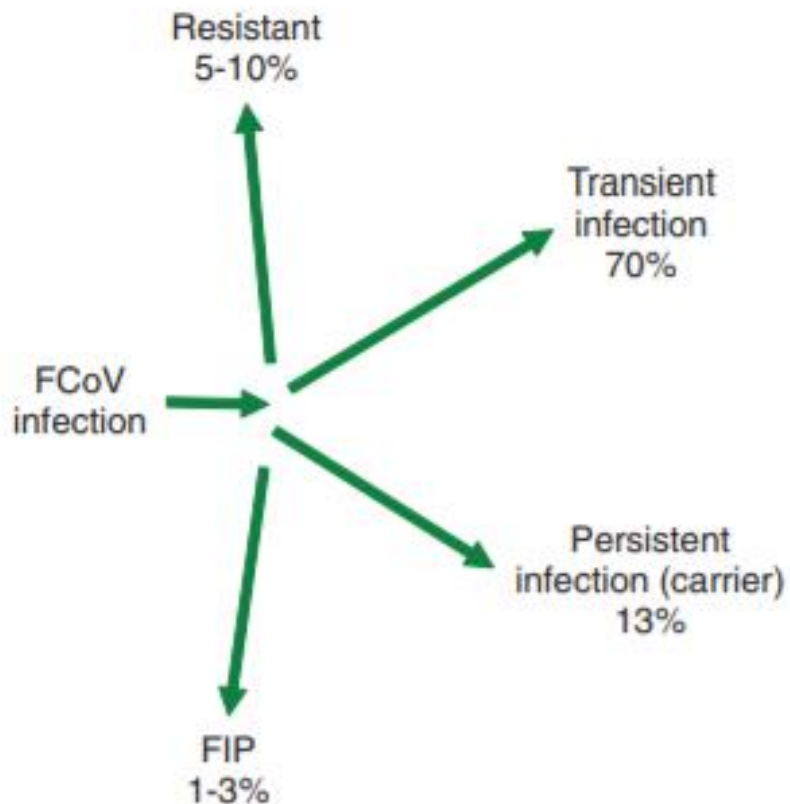 Resistant
5-10%
Transient
infection
70%
FCoV
infection
Persistent
infection (carrier)
13%
FIP
1-3%